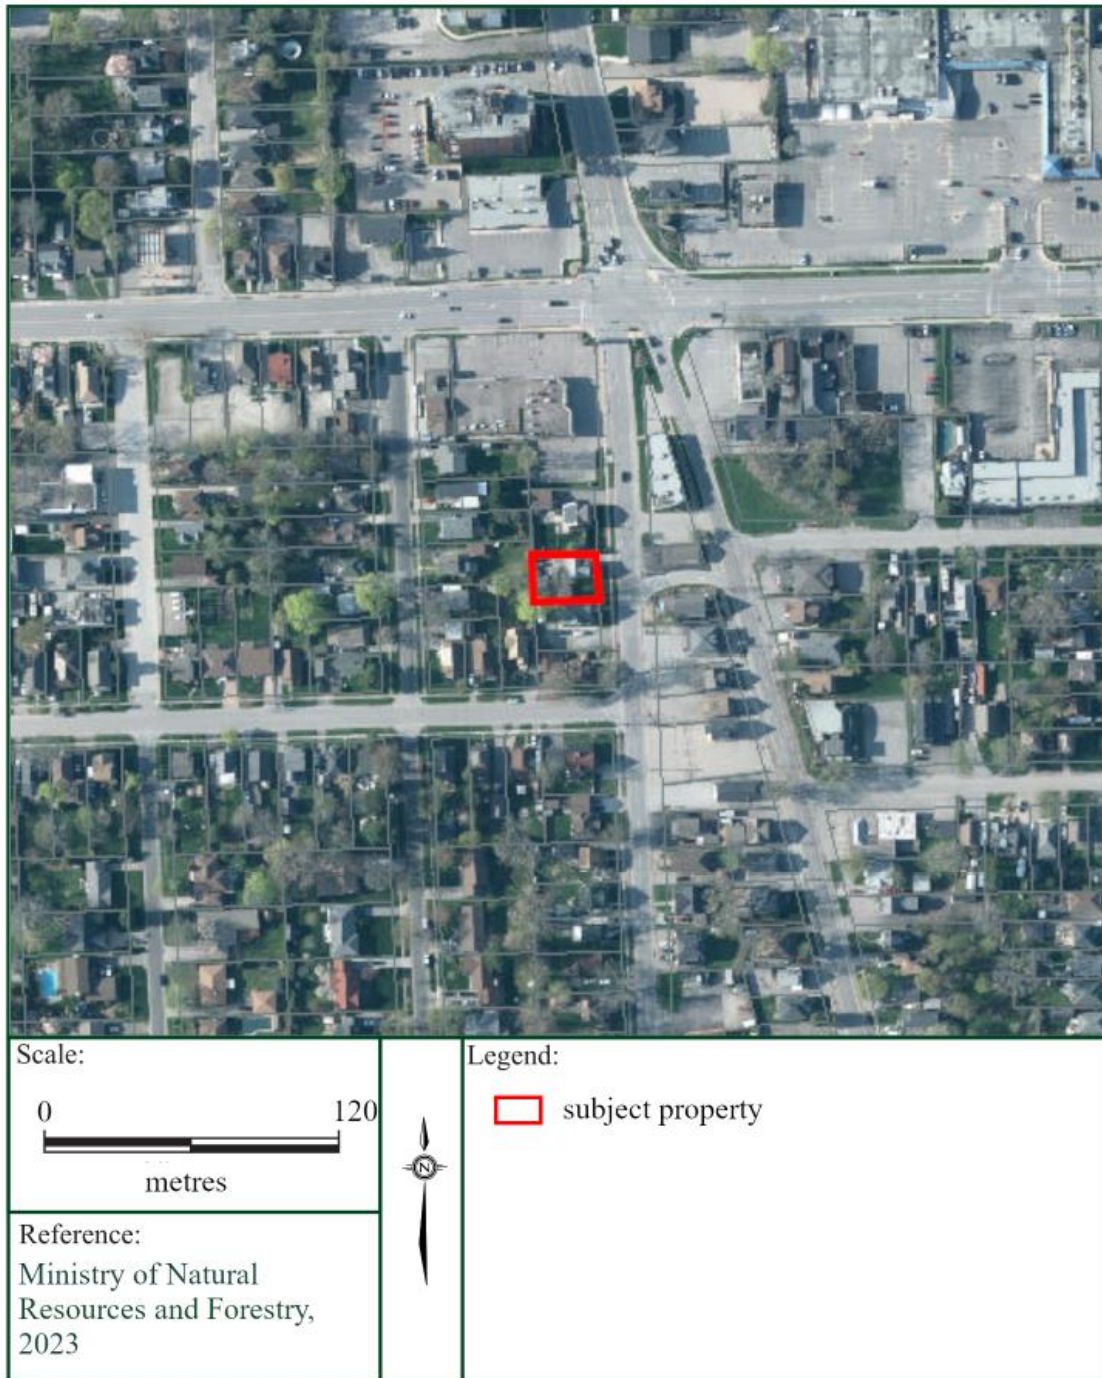 Scale:
0 120
metres
Reference:
Ministry of Natural
Resources and Forestry,
2023
N
Legend:
subject property